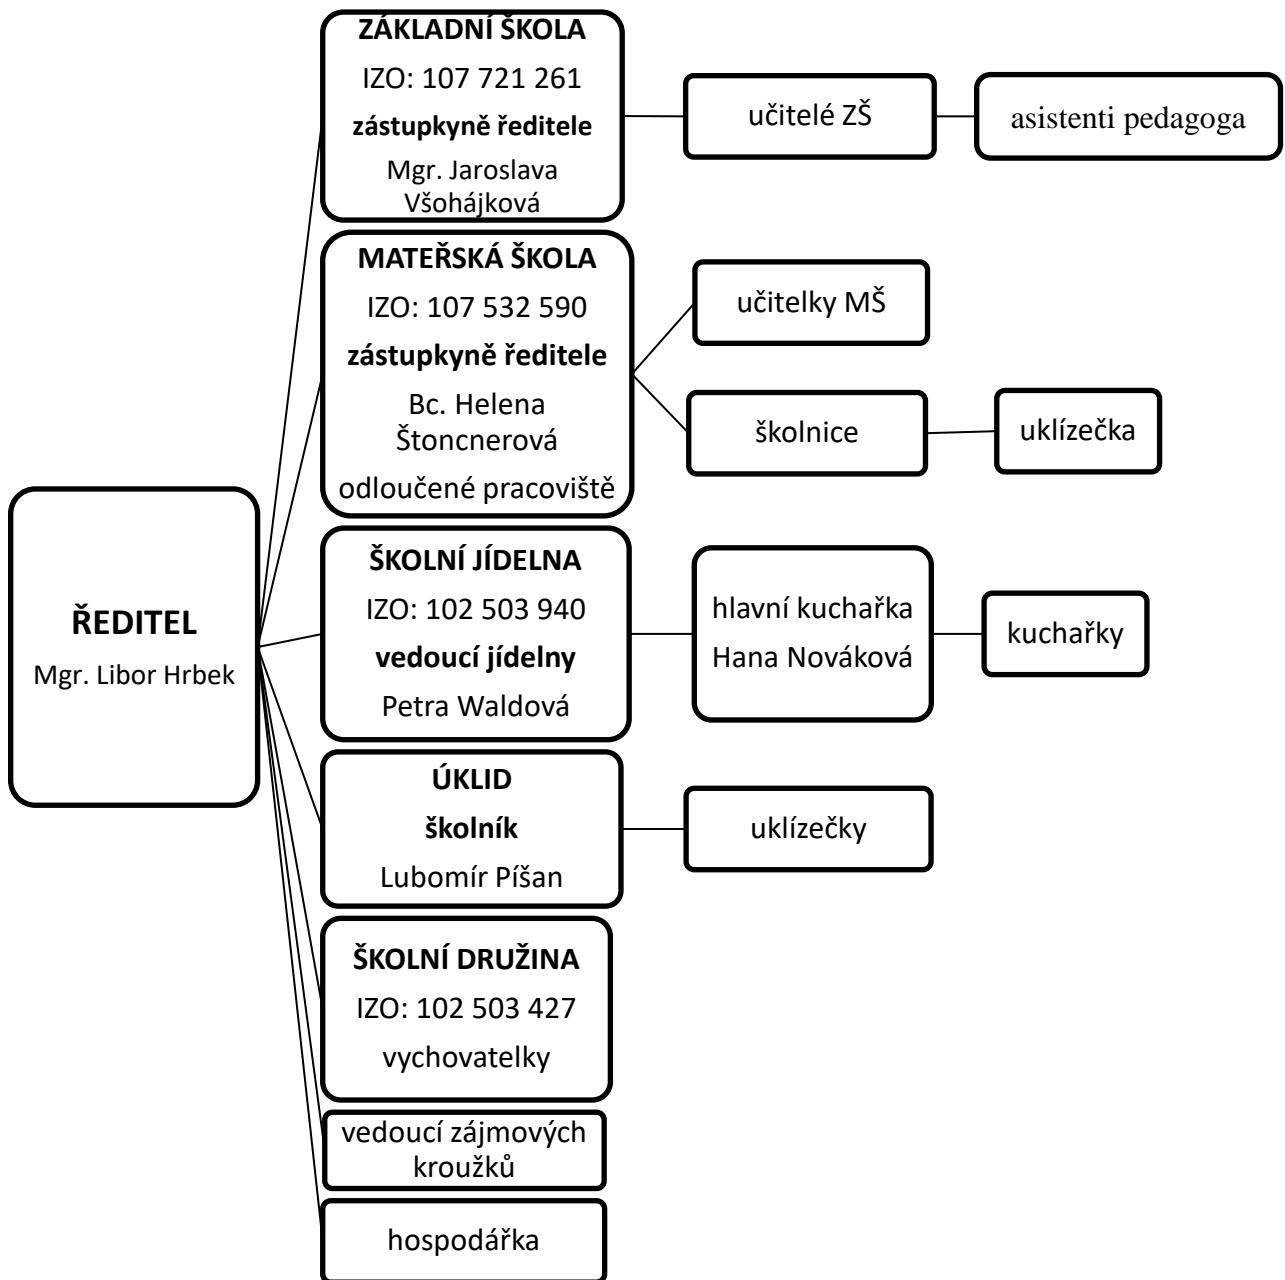 ZÁKLADNÍ ŠKOLA
IZO: 107 721 261
zástupkyně ředitele
Mgr. Jaroslava
Všohájková
učitelé ZŠ
asistenti pedagoga
MATEŘSKÁ ŠKOLA
IZO: 107 532 590
zástupkyně ředitele
Bc. Helena
Štoncnerová
odloučené pracoviště
učitelky MŠ
školnice
uklízečka
ŘEDITEL
Mgr. Libor Hrbek
ŠKOLNÍ JÍDELNA
IZO: 102 503 940
vedoucí jídelny
Petra Waldová
hlavní kuchařka
Hana Nováková
kuchařky
ÚKLID
školník
Lubomír Píšan
uklízečky
ŠKOLNÍ DRUŽINA
IZO: 102 503 427
vychovatelky
vedoucí zájmových
kroužků
hospodářka